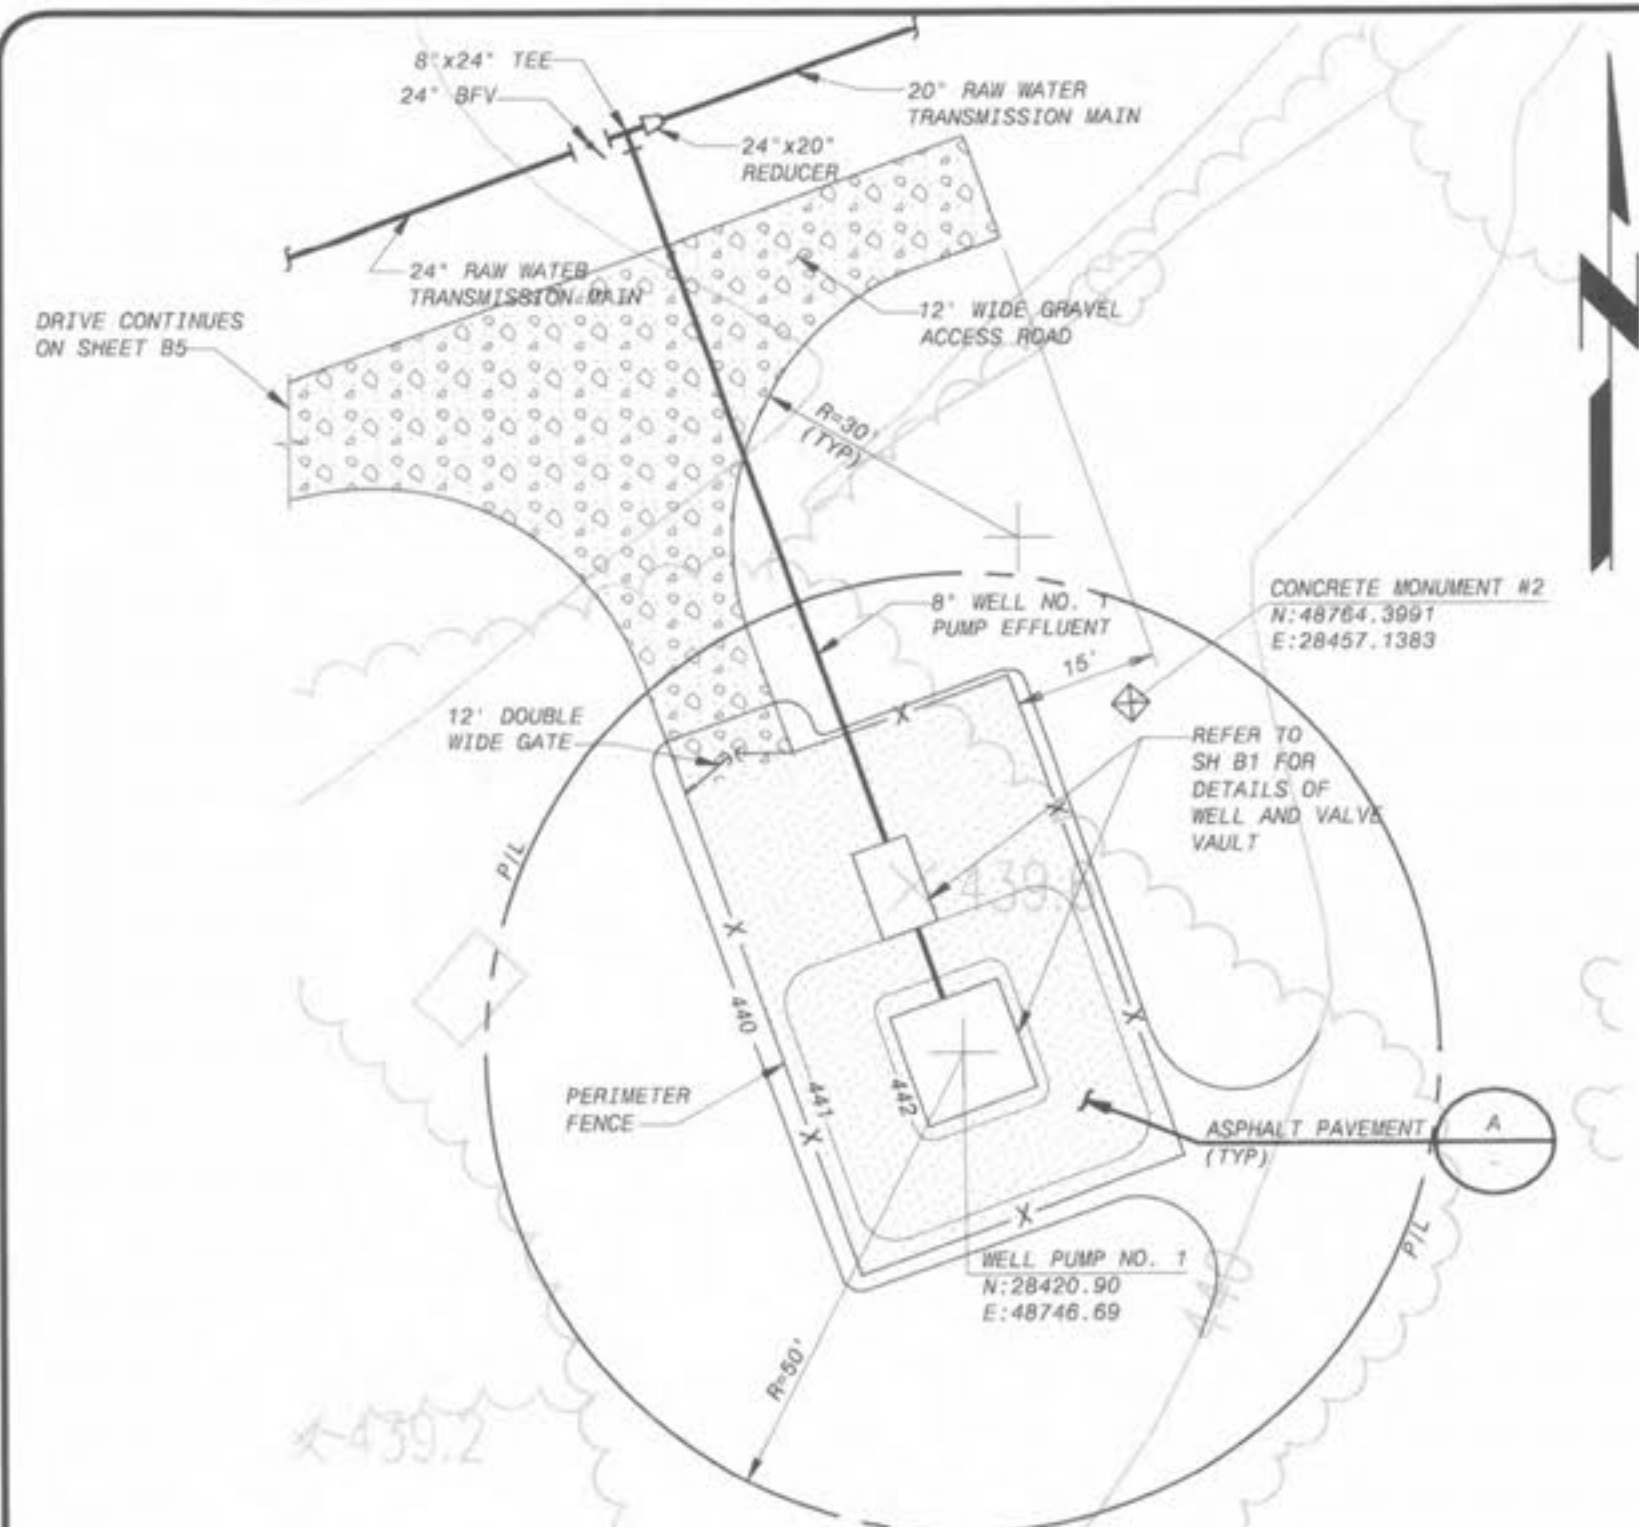 8"x24" TEE
24" BFV
20" RAW WATER
TRANSMISSION MAIN
24"x20"
REDUCER
24" RAW WATER
TRANSMISSION MAIN
DRIVE CONTINUES
ON SHEET B5
12' WIDE GRAVEL
ACCESS ROAD
R=30'
(TYP)
N
8" WELL NO. 1
PUMP EFFLUENT
CONCRETE MONUMENT #2
N:48764.3991
E:28457.1383
15'
12' DOUBLE
WIDE GATE
REFER TO
SH B1 FOR
DETAILS OF
WELL AND VALVE
VAULT
P/L
X
X
X
440
X
441
442
X
X
PERIMETER
FENCE
ASPHALT PAVEMENT
(TYP)
A
-
P/L
WELL PUMP NO. 1
N:28420.90
E:48746.69
440
R=50'
439.2